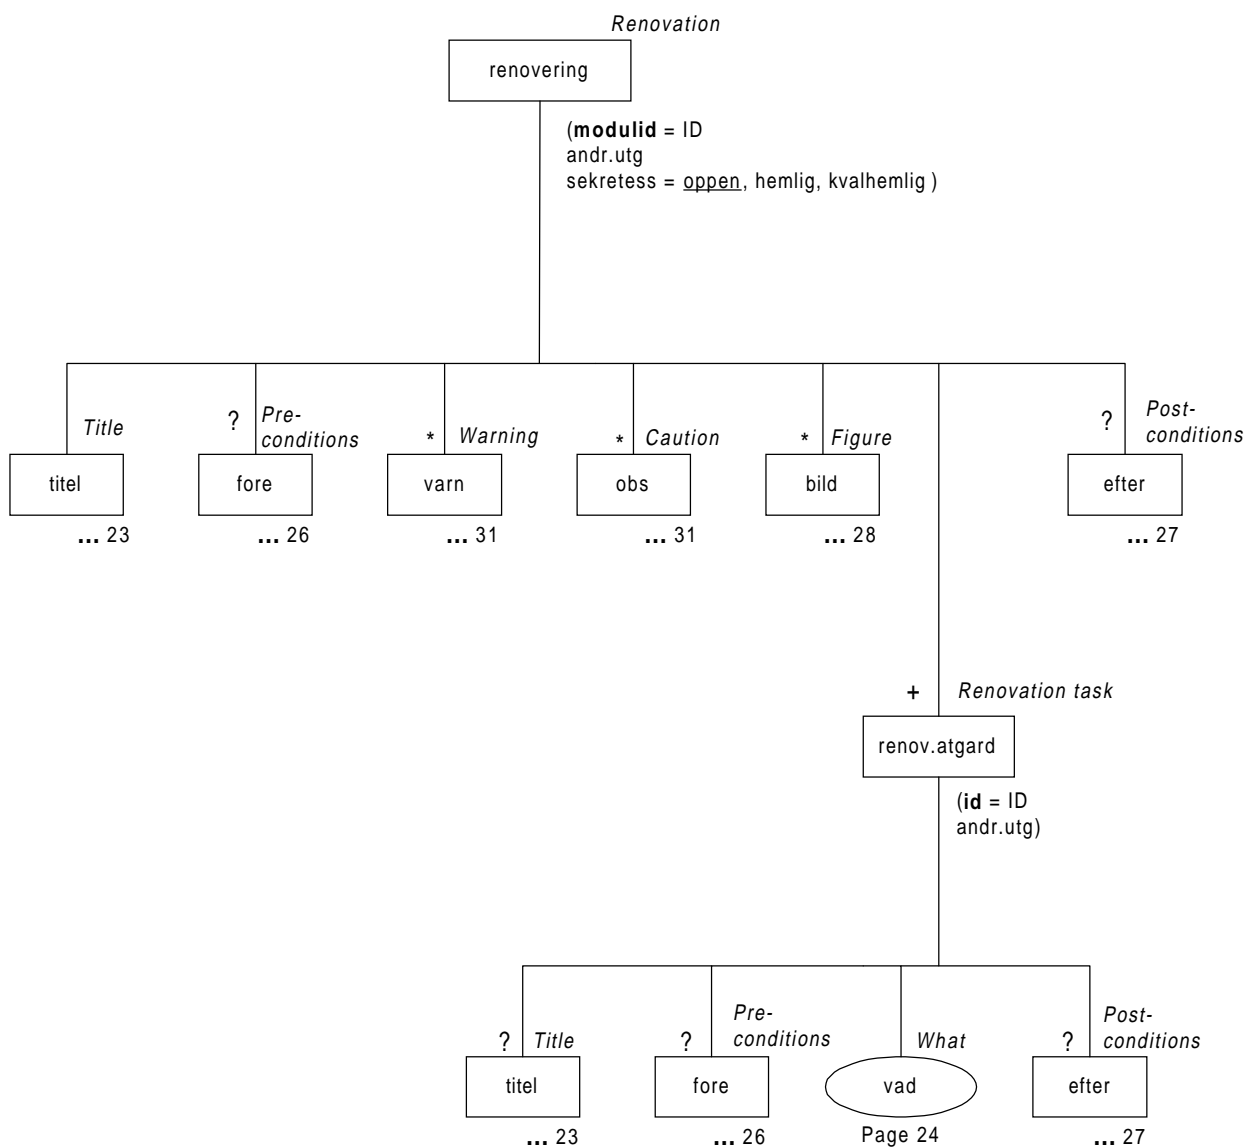 Renovation
renovering
(modulid = ID
andr.utg
sekretess = oppen, hemlig, kvalhemlig )
Title
? Pre-
conditions
* Warning
* Caution
* Figure
? Post-
conditions
titel
fore
varn
obs
bild
efter
... 23
... 26
... 31
... 31
... 28
... 27
+ Renovation task
renov.atgard
(id = ID
andr.utg)
? Title
? Pre-
conditions
What
? Post-
conditions
titel
fore
vad
efter
... 23
... 26
Page 24
... 27